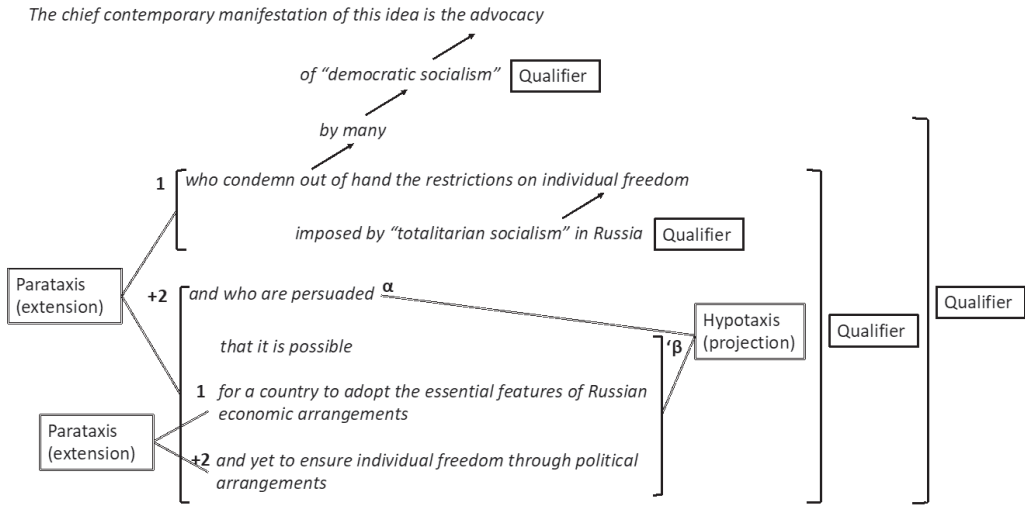 The chief contemporary manifestation of this idea is the advocacy
of “democratic socialism” Qualifier
by many
1 who condemn out of hand the restrictions on individual freedom
imposed by “totalitarian socialism” in Russia Qualifier
Parataxis
(extension)
+2 and who are persuaded α
Hypotaxis
(projection)
Qualifier
Qualifier
that it is possible ‘β
1 for a country to adopt the essential features of Russian
economic arrangements
Parataxis
(extension)
+2 and yet to ensure individual freedom through political
arrangements